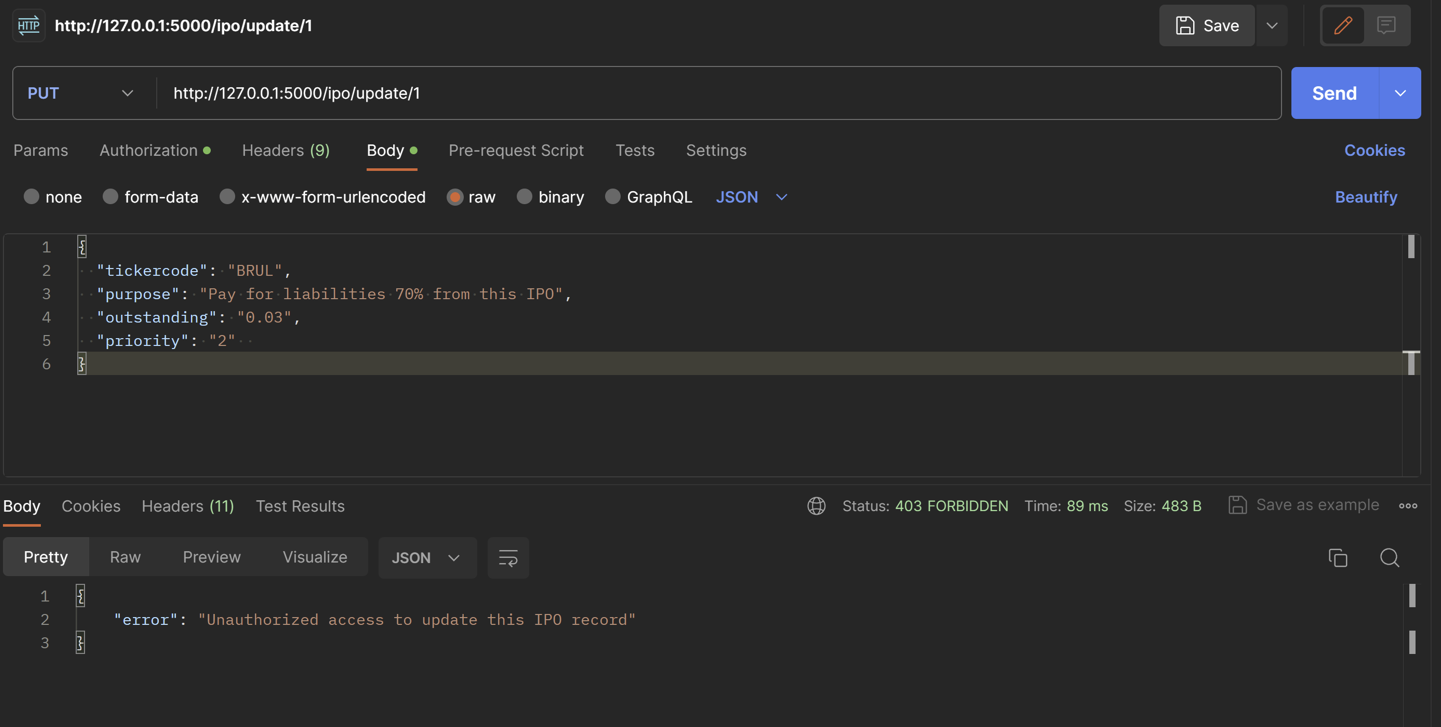 HTTP http://127.0.0.1:5000/ipo/update/1 Save
PUT http://127.0.0.1:5000/ipo/update/1 Send
Params Authorization Headers (9) Body Pre-request Script Tests Settings Cookies
none form-data x-www-form-urlencoded raw binary GraphQL JSON Beautify
1 {
2 "tickercode": "BRUL",
3 "purpose": "Pay for liabilities 70% from this IPO",
4 "outstanding": "0.03",
5 "priority": "2"
6 }
Body Cookies Headers (11) Test Results Status: 403 FORBIDDEN Time: 89 ms Size: 483 B Save as example
Pretty Raw Preview Visualize JSON
1 {
2 "error": "Unauthorized access to update this IPO record"
3 }